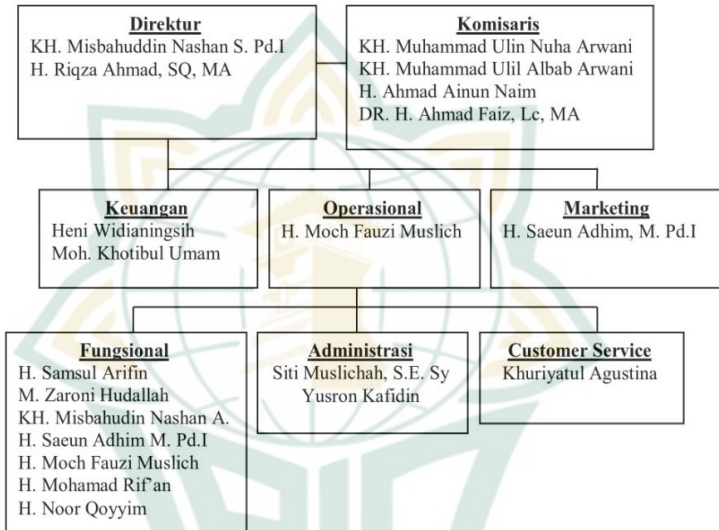 Direktur
KH. Misbahuddin Nashan S. Pd.I
H. Riqza Ahmad, SQ, MA
Komisaris
KH. Muhammad Ulin Nuha Arwani
KH. Muhammad Ulil Albab Arwani
H. Ahmad Ainun Naim
DR. H. Ahmad Faiz, Lc, MA
Keuangan
Heni Widianingsih
Moh. Khotibul Umam
Operasional
H. Moch Fauzi Muslich
Marketing
H. Saeun Adhim, M. Pd.I
Fungsional
H. Samsul Arifin
M. Zaroni Hudallah
KH. Misbahudin Nashan A.
H. Saeun Adhim M. Pd.I
H. Moch Fauzi Muslich
H. Mohamad Rif'an
H. Noor Qoyyim
Administrasi
Siti Muslichah, S.E. Sy
Yusron Kafidin
Customer Service
Khuriyatul Agustina